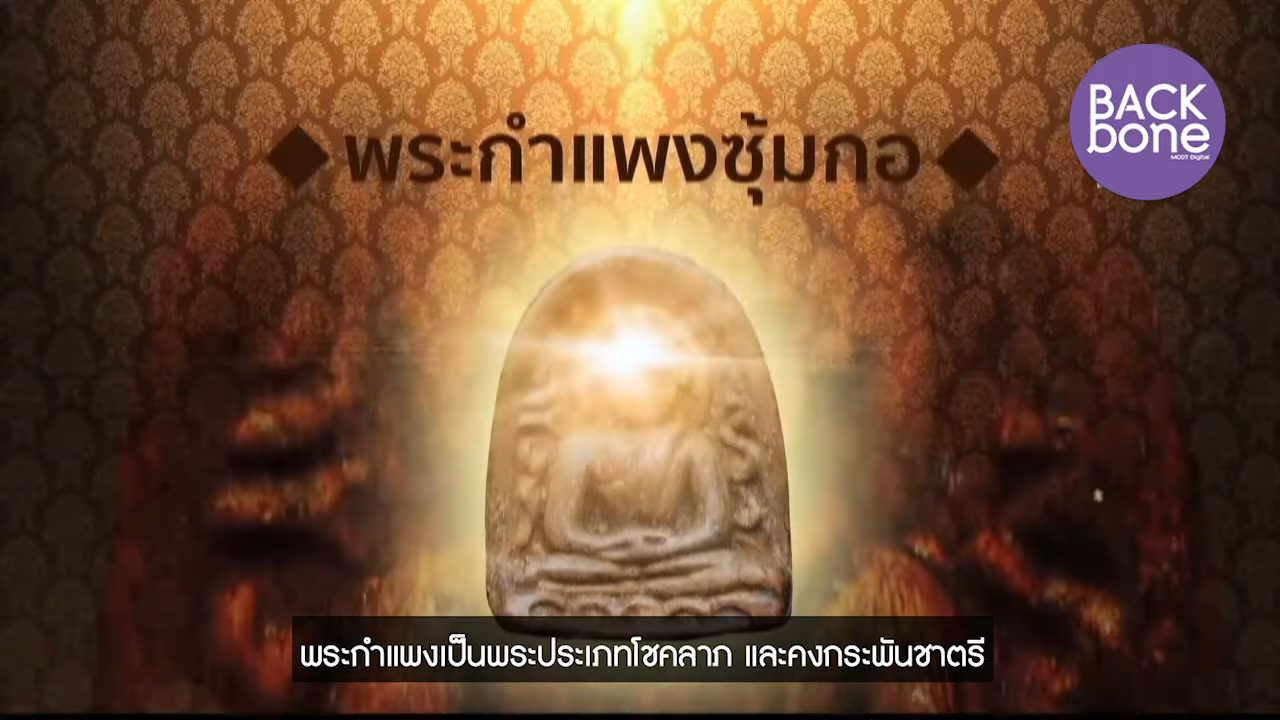 BACK
bone
MCOT Digital
พระกำแพงซุ้มกอ
พระกำแพงเป็นพระประเภทโชคลาภ และคงกระพันชาตรี